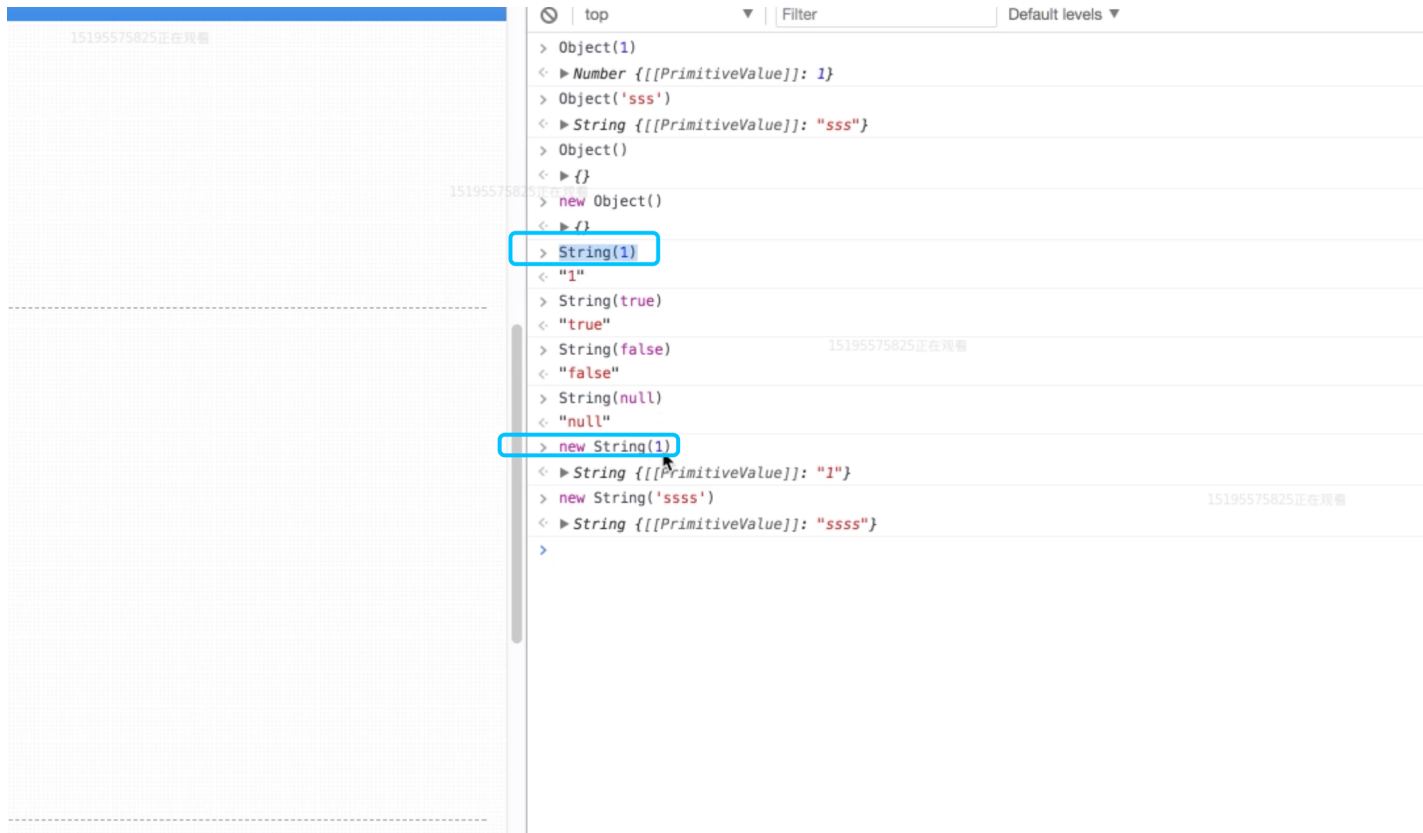 top ▼ Filter Default levels ▼
15195575825正在观看
> Object(1)
<· ▶Number {[[PrimitiveValue]]: 1}
> Object('sss')
<· ▶String {[[PrimitiveValue]]: "sss"}
> Object()
<· ▶{}
15195575825正在观看
> new Object()
<· ▶{}
> String(1)
<· "1"
> String(true)
<· "true"
> String(false)
15195575825正在观看
<· "false"
> String(null)
<· "null"
> new String(1)
<· ▶String {[[PrimitiveValue]]: "1"}
> new String('ssss')
15195575825正在观看
<· ▶String {[[PrimitiveValue]]: "ssss"}
>